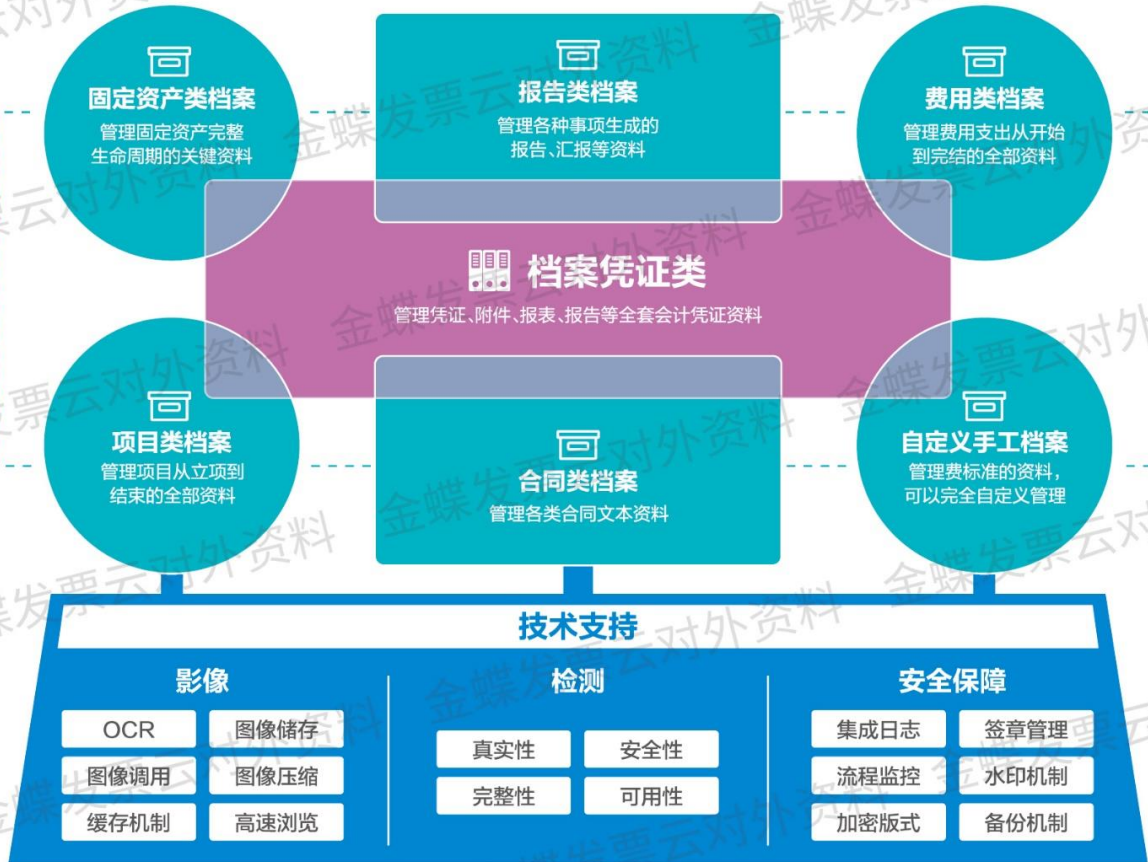 固定资产类档案
管理固定资产完整
生命周期的关键资料
报告类档案
管理各种事项生成的
报告、汇报等资料
费用类档案
管理费用支出从开始
到完结的全部资料
档案凭证类
管理凭证、附件、报表、报告等全套会计凭证资料
项目类档案
管理项目从立项到
结束的全部资料
合同类档案
管理各类合同文本资料
自定义手工档案
管理费标准的资料，
可以完全自定义管理
技术支持
影像
OCR
图像储存
图像调用
图像压缩
缓存机制
高速浏览
检测
真实性
安全性
完整性
可用性
安全保障
集成日志
签章管理
流程监控
水印机制
加密版式
备份机制
金蝶发票云对外资料